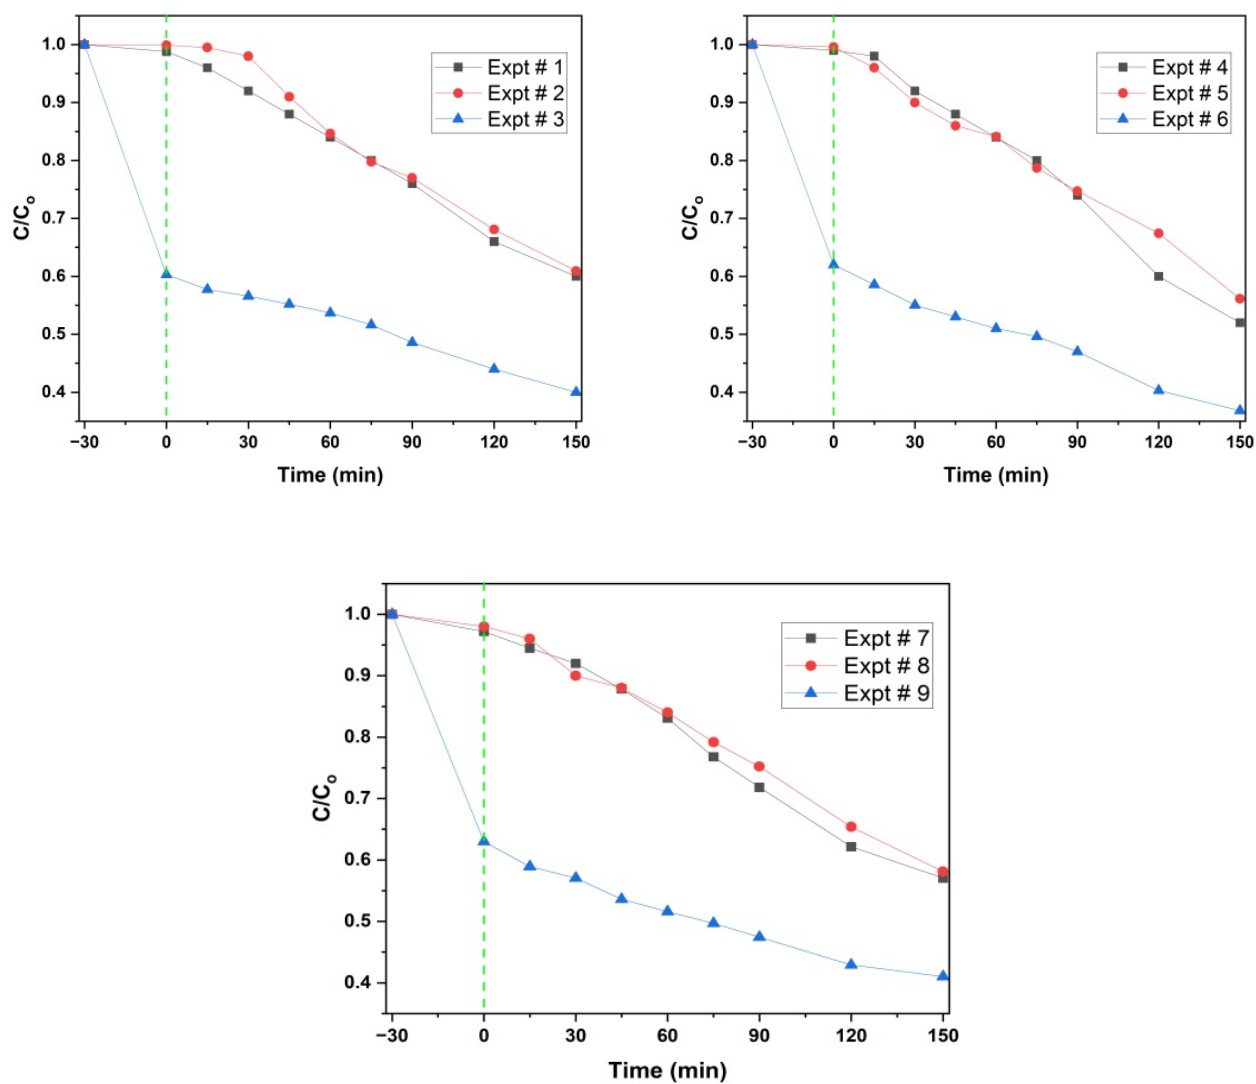 1.0
0.9
0.8
0.7
0.6
0.5
0.4
C/Co
Expt # 1
Expt # 2
Expt # 3
−30 0 30 60 90 120 150
Time (min)
1.0
0.9
0.8
0.7
0.6
0.5
0.4
C/Co
Expt # 4
Expt # 5
Expt # 6
−30 0 30 60 90 120 150
Time (min)
1.0
0.9
0.8
0.7
0.6
0.5
0.4
C/Co
Expt # 7
Expt # 8
Expt # 9
−30 0 30 60 90 120 150
Time (min)